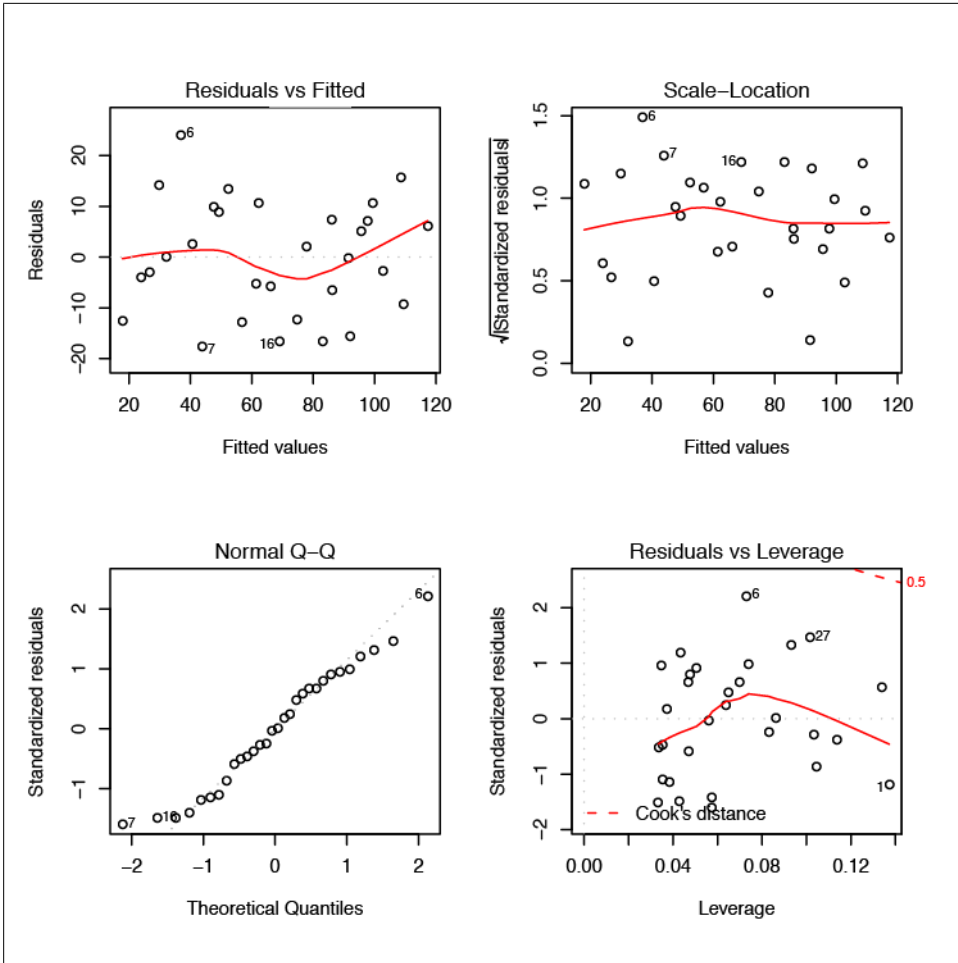 Residuals vs Fitted
Residuals
20
10
0
−10
−20
6
7
16
20 40 60 80 100 120
Fitted values
Scale−Location
√|Standardized residuals|
1.5
1.0
0.5
0.0
6
7
16
20 40 60 80 100 120
Fitted values
Normal Q−Q
Standardized residuals
2
1
0
−1
6
7
16
−2 −1 0 1 2
Theoretical Quantiles
Residuals vs Leverage
Standardized residuals
2
1
0
−1
−2
0.5
6
27
1
Cook's distance
0.00 0.04 0.08 0.12
Leverage